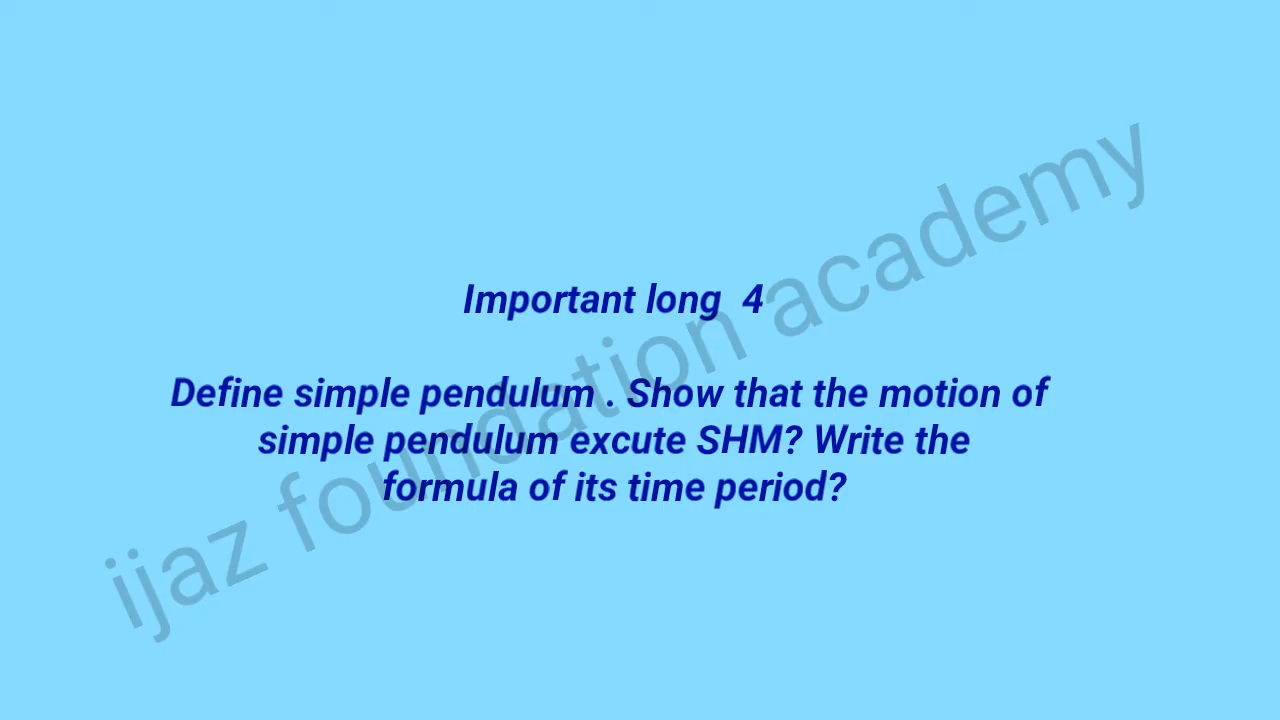 Important long 4
Define simple pendulum . Show that the motion of
simple pendulum excute SHM? Write the
formula of its time period?
ijaz foundation academy